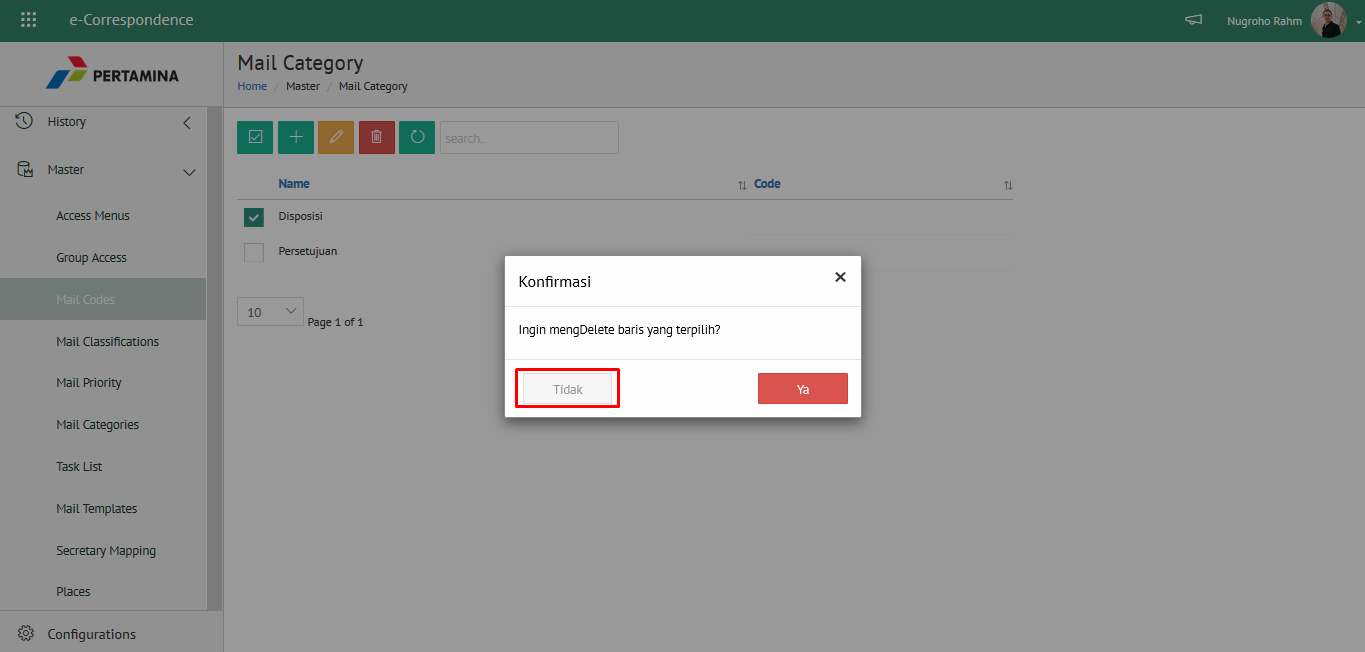 e-Correspondence
Nugroho Rahm
PERTAMINA
Mail Category
Home / Master / Mail Category
History
Master
Access Menus
Group Access
Mail Codes
Mail Classifications
Mail Priority
Mail Categories
Task List
Mail Templates
Secretary Mapping
Places
Configurations
search..
Name Code
Disposisi
Persetujuan
10 Page 1 of 1
Konfirmasi
Ingin mengDelete baris yang terpilih?
Tidak Ya